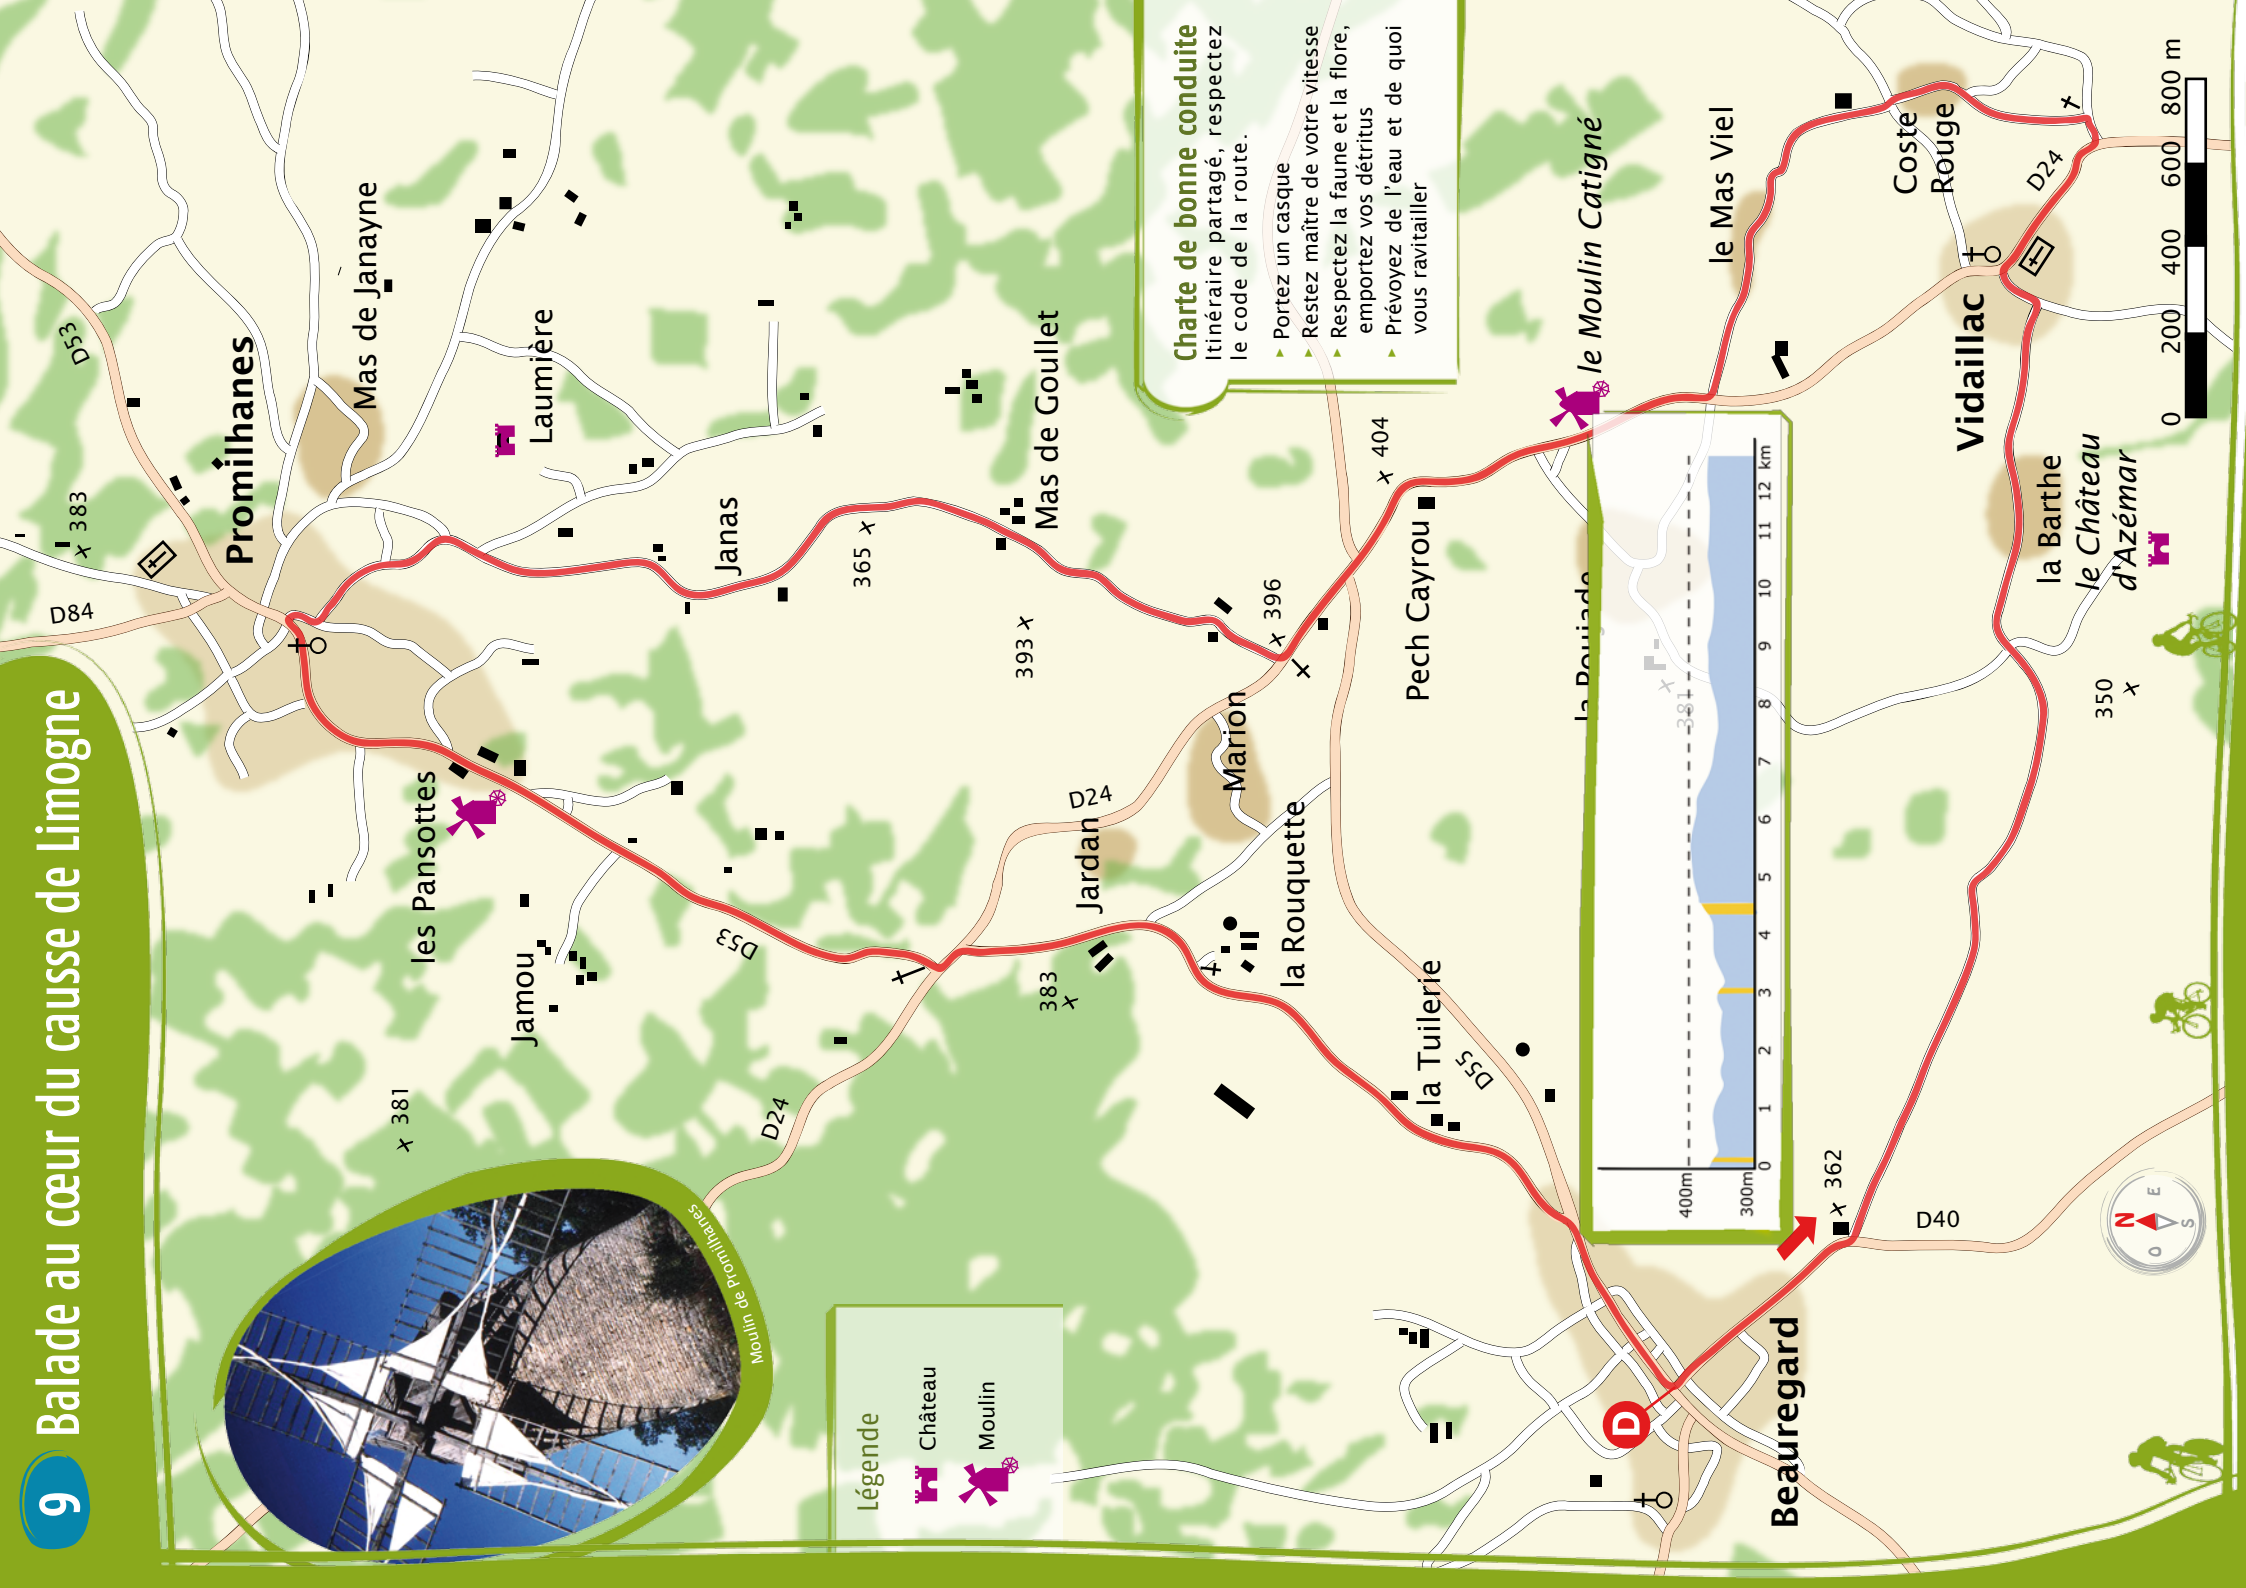 9 Balade au cœur du causse de Limogne
D84
D53
383
Promilhanes
Mas de Janayne
Laumière
les Pansottes
Jamou
381
Janas
365
Mas de Goullet
393
D53
D24
D24
Jardan
383
Marion
396
404
la Rouquette
Pech Cayrou
la Tuilerie
D55
Moulin de Promilhanes
Légende
Château
Moulin
Charte de bonne conduite
Itinéraire partagé, respectez
le code de la route.
Portez un casque
Restez maître de votre vitesse
Respectez la faune et la flore,
emportez vos détritus
Prévoyez de l'eau et de quoi
vous ravitailler
le Moulin Catigné
le Mas Viel
Coste
Rouge
D24
Vidaillac
la Barthe
le Château
d'Azémar
350
381
400m
300m
0 1 2 3 4 5 6 7 8 9 10 11 12 km
362
D40
D
Beauregard
N
O E
S
0 200 400 600 800 m